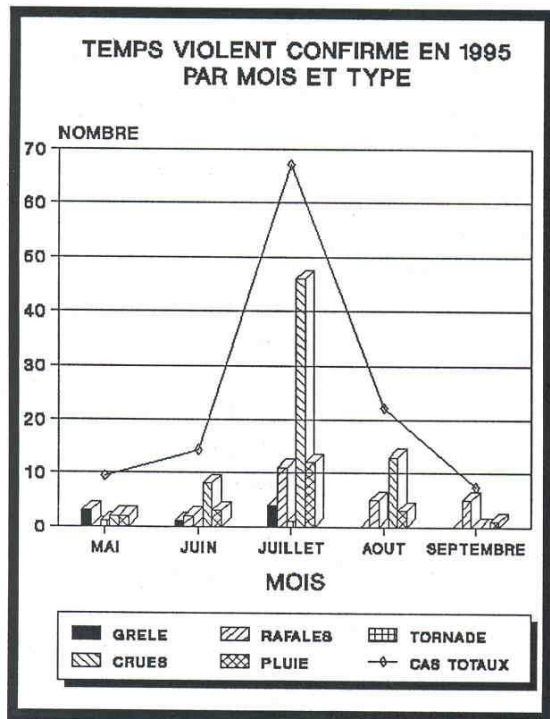 TEMPS VIOLENT CONFIRME EN 1995
PAR MOIS ET TYPE
NOMBRE
70
60
50
40
30
20
10
0
MAI JUIN JUILLET AOUT SEPTEMBRE
MOIS
GRELE RAFALES TORNADE
CRUES PLUIE CAS TOTAUX